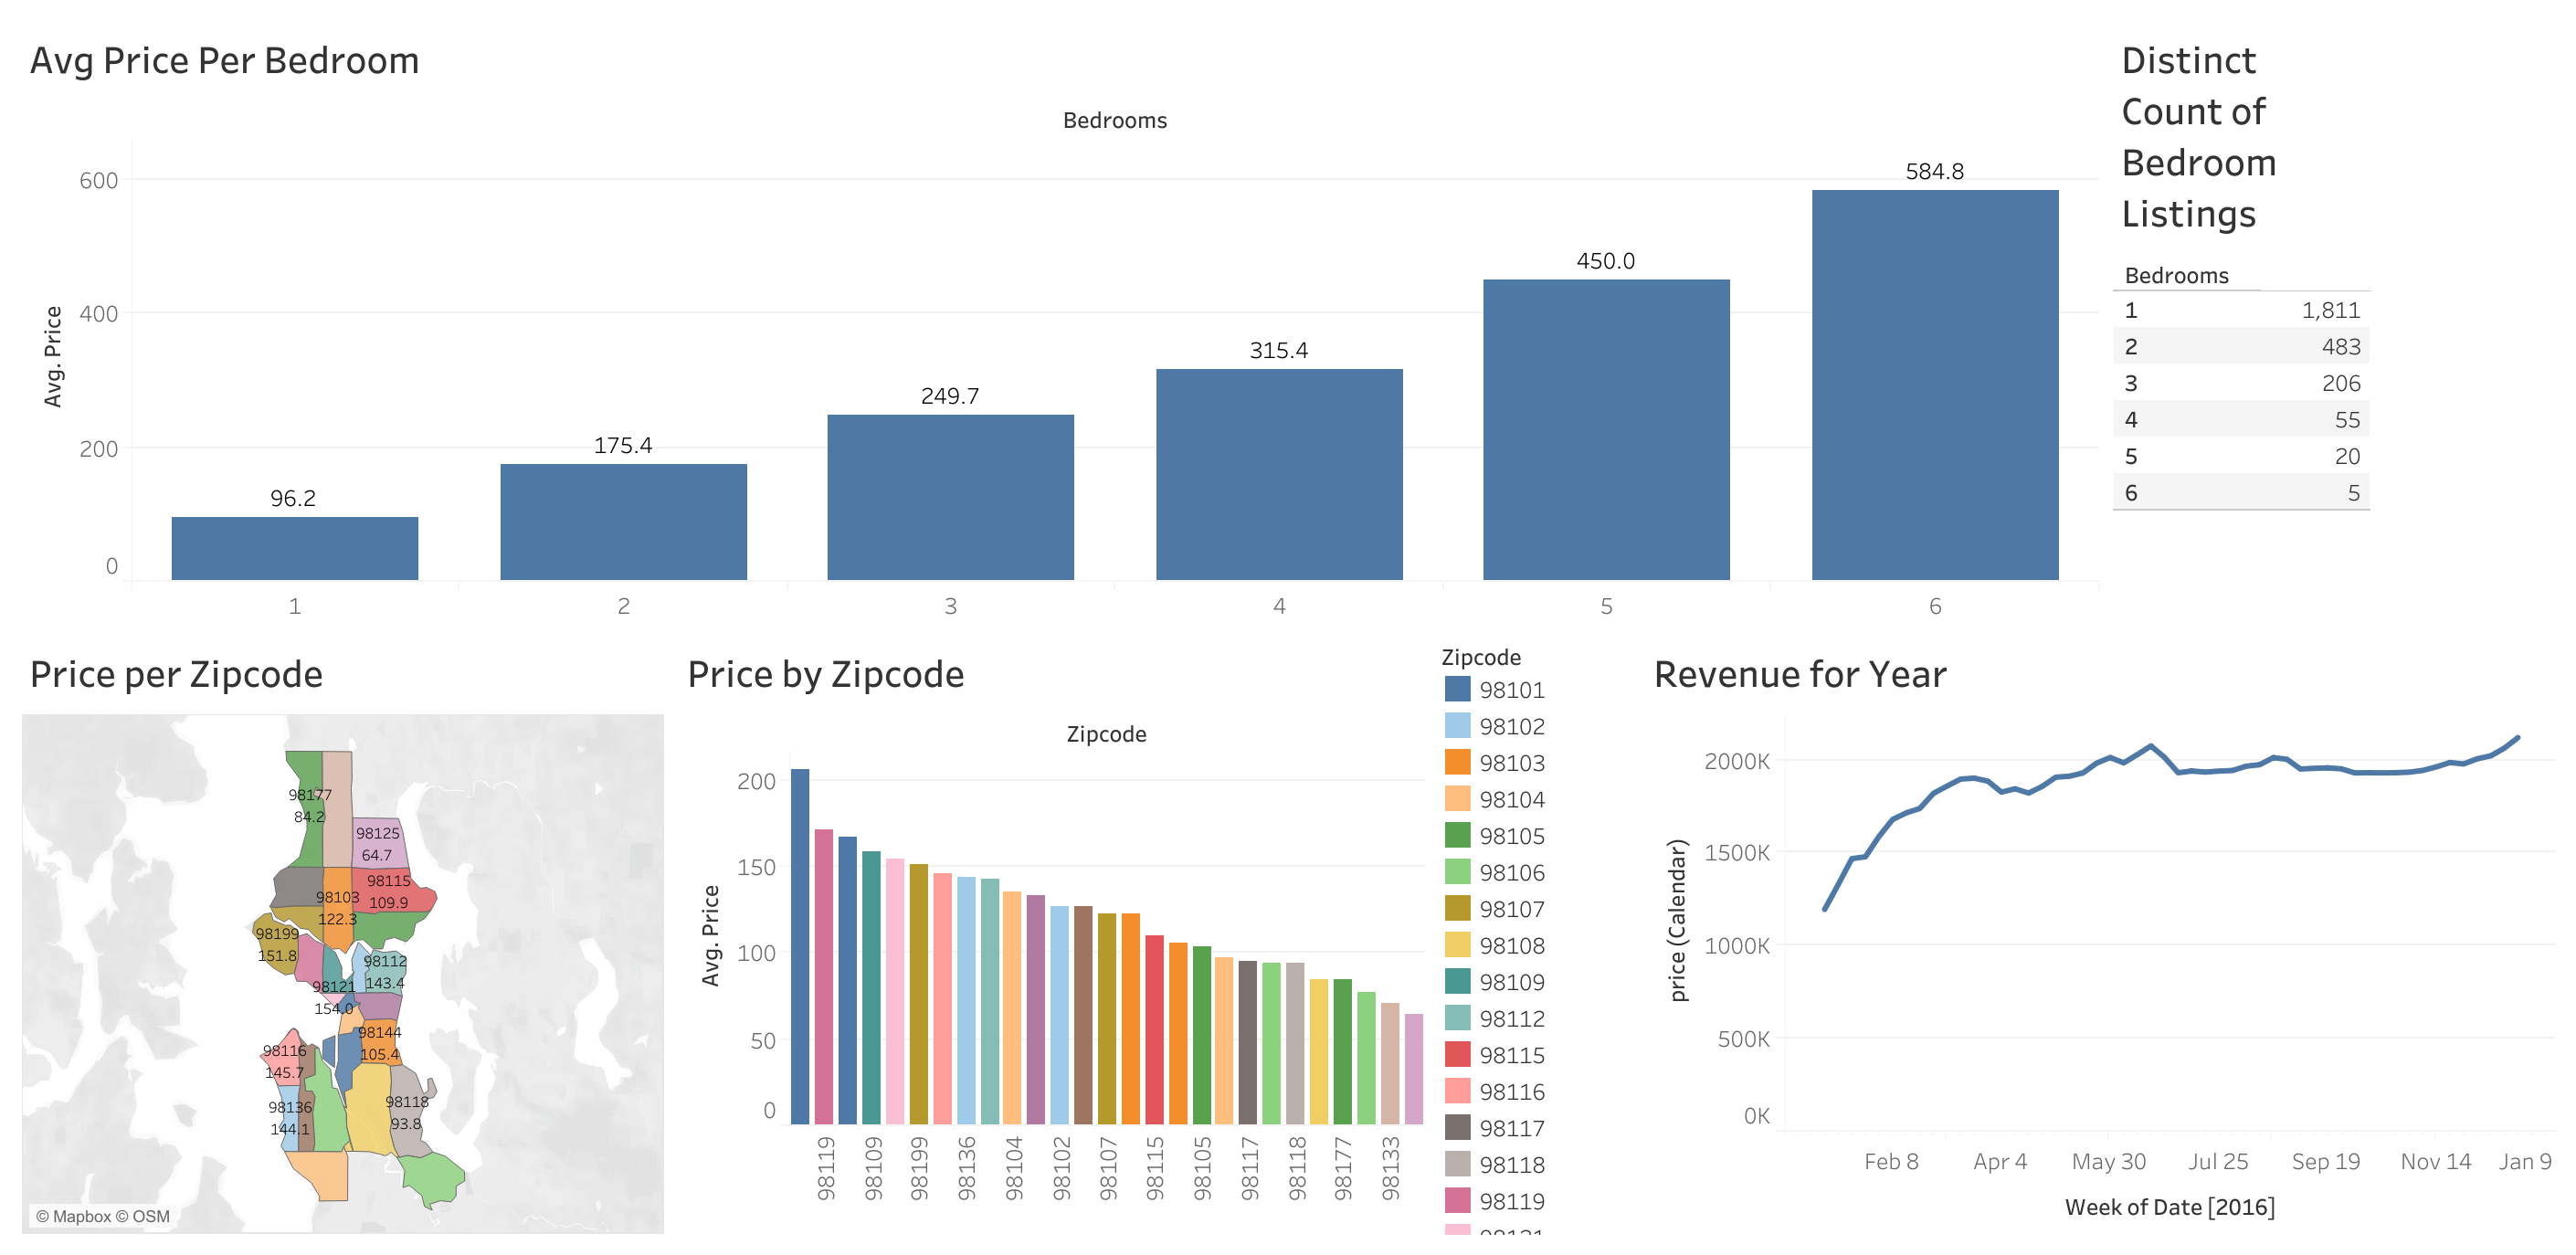 Avg Price Per Bedroom
Bedrooms
Avg. Price
600
400
200
0
96.2
175.4
249.7
315.4
450.0
584.8
1
2
3
4
5
6
Distinct
Count of
Bedroom
Listings
Bedrooms
1 1,811
2 483
3 206
4 55
5 20
6 5
Price per Zipcode
98177
84.2
98125
64.7
98115
109.9
98103
122.3
98199
151.8
98112
143.4
98121
154.0
98144
105.4
98116
145.7
98136
144.1
98118
93.8
© Mapbox © OSM
Price by Zipcode
Zipcode
Avg. Price
200
150
100
50
0
98119
98109
98199
98136
98104
98102
98107
98115
98105
98117
98118
98177
98133
Zipcode
98101
98102
98103
98104
98105
98106
98107
98108
98109
98112
98115
98116
98117
98118
98119
Revenue for Year
price (Calendar)
2000K
1500K
1000K
500K
0K
Feb 8
Apr 4
May 30
Jul 25
Sep 19
Nov 14
Jan 9
Week of Date [2016]